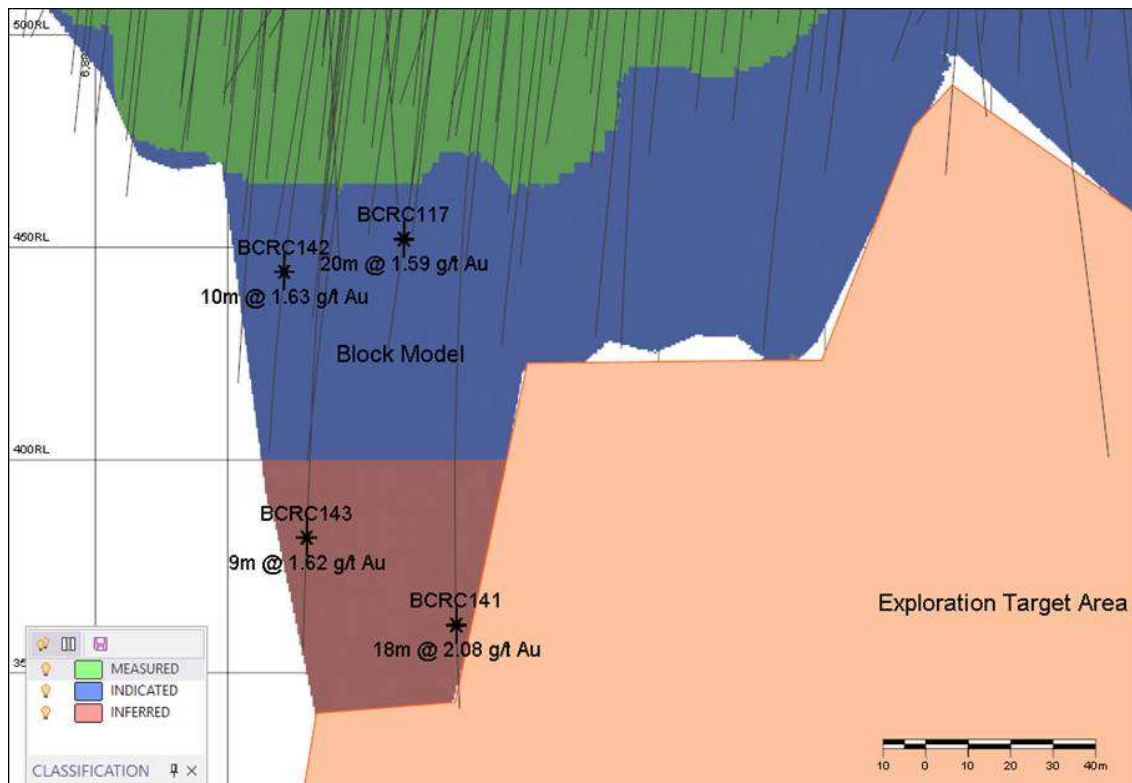 500RL
450RL
BCRC117
20m @ 1.59 g/t Au
BCRC142
10m @ 1.63 g/t Au
Block Model
400RL
BCRC143
9m @ 1.62 g/t Au
BCRC141
18m @ 2.08 g/t Au
Exploration Target Area
MEASURED
INDICATED
INFERRED
CLASSIFICATION
10 0 10 20 30 40m